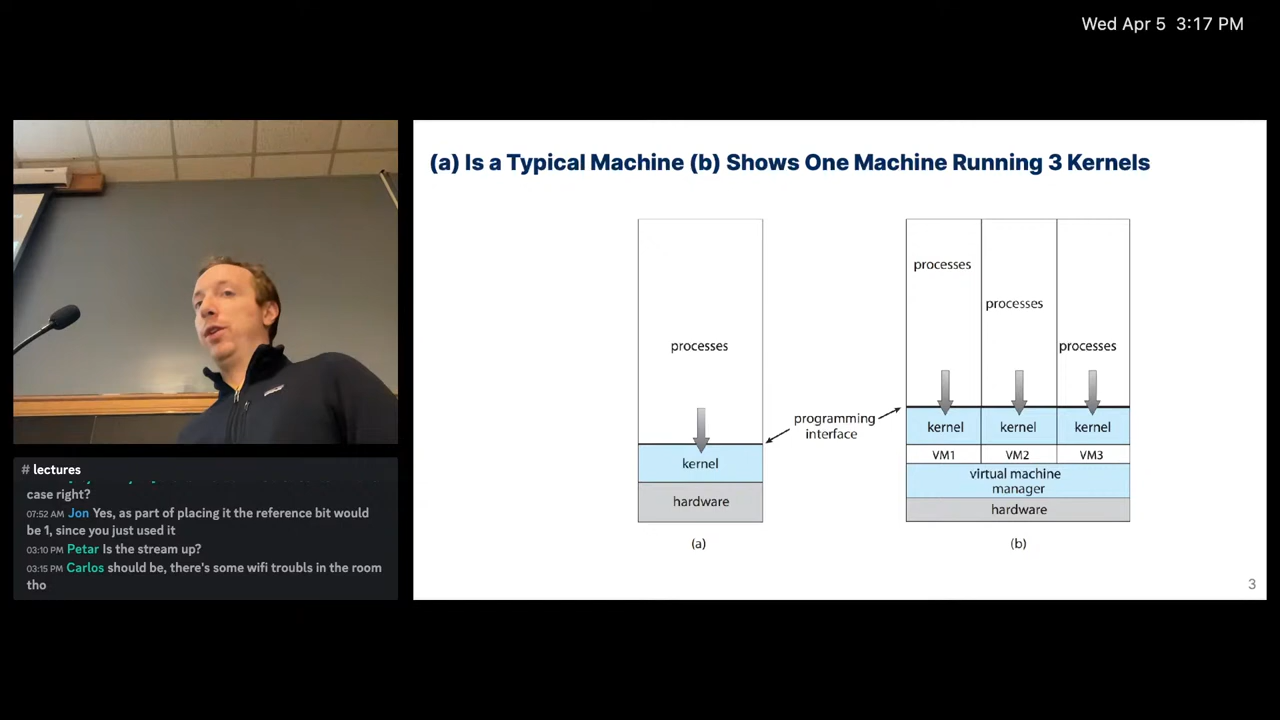 Wed Apr 5 3:17 PM
(a) Is a Typical Machine (b) Shows One Machine Running 3 Kernels
processes
kernel
hardware
(a)
programming
interface
processes
processes
processes
kernel
kernel
kernel
VM1
VM2
VM3
virtual machine
manager
hardware
(b)
3
# lectures
case right?
07:52 AM Jon Yes, as part of placing it the reference bit would
be 1, since you just used it
03:10 PM Petar Is the stream up?
03:15 PM Carlos should be, there's some wifi troubls in the room
tho